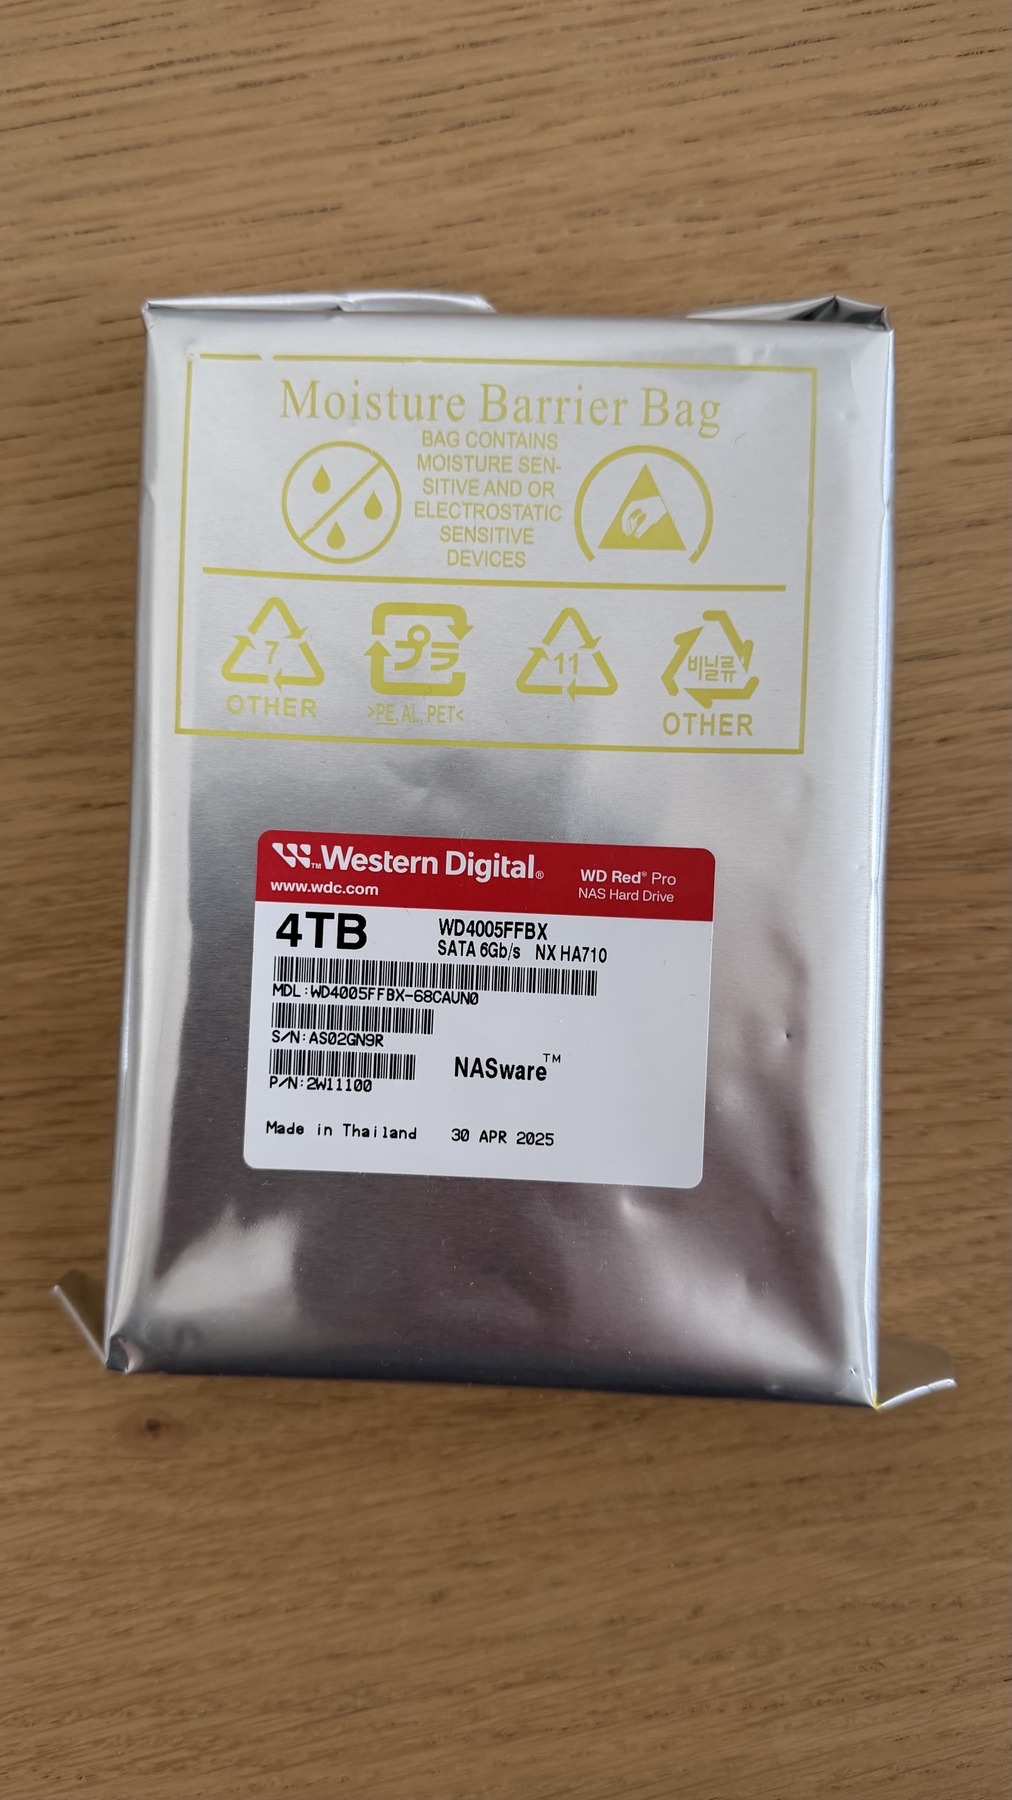 Moisture Barrier Bag
BAG CONTAINS
MOISTURE SEN-
SITIVE AND OR
ELECTROSTATIC
SENSITIVE
DEVICES
7
OTHER
プラ
>PE, AL, PET<
11
비닐류
OTHER
Western Digital®
www.wdc.com
WD Red® Pro
NAS Hard Drive
4TB
WD4005FFBX
SATA 6Gb/s NX HA710
MDL:WD4005FFBX-68CAUN0
S/N:AS02GN9R
P/N:2W11100
NASware™
Made in Thailand 30 APR 2025